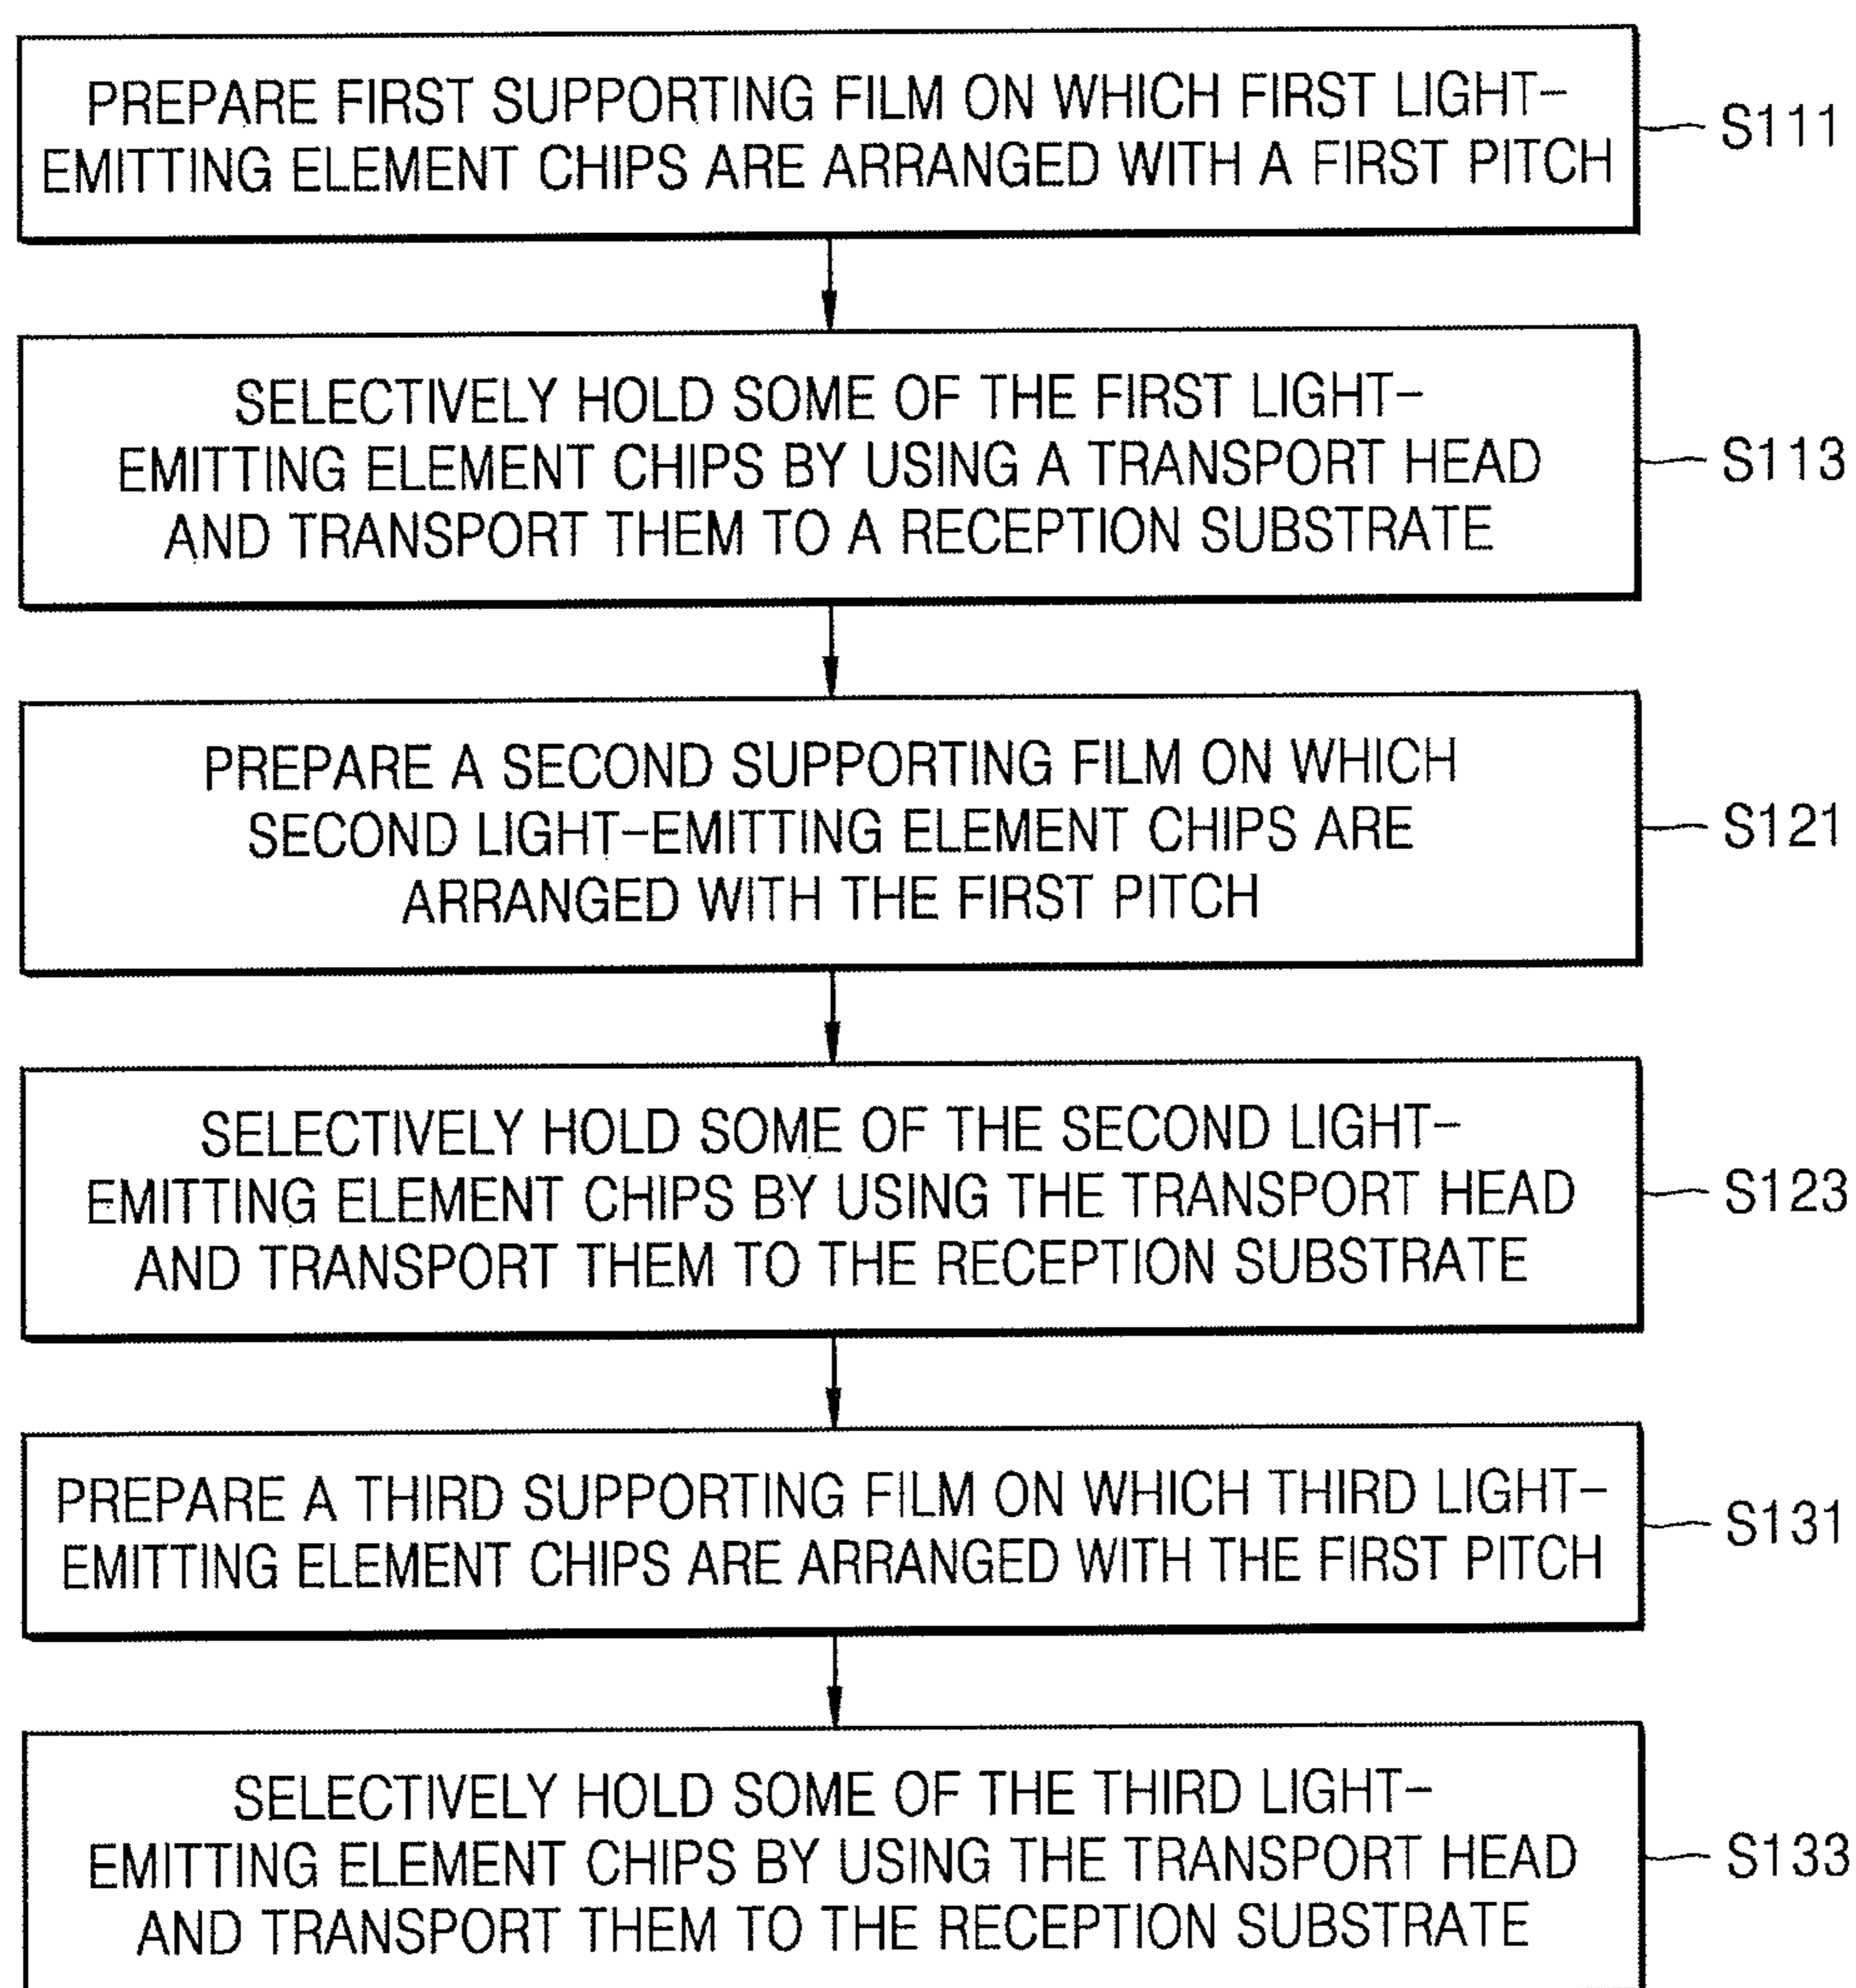 PREPARE FIRST SUPPORTING FILM ON WHICH FIRST LIGHT-
EMITTING ELEMENT CHIPS ARE ARRANGED WITH A FIRST PITCH
S111
SELECTIVELY HOLD SOME OF THE FIRST LIGHT-
EMITTING ELEMENT CHIPS BY USING A TRANSPORT HEAD
AND TRANSPORT THEM TO A RECEPTION SUBSTRATE
S113
PREPARE A SECOND SUPPORTING FILM ON WHICH
SECOND LIGHT-EMITTING ELEMENT CHIPS ARE
ARRANGED WITH THE FIRST PITCH
S121
SELECTIVELY HOLD SOME OF THE SECOND LIGHT-
EMITTING ELEMENT CHIPS BY USING THE TRANSPORT HEAD
AND TRANSPORT THEM TO THE RECEPTION SUBSTRATE
S123
PREPARE A THIRD SUPPORTING FILM ON WHICH THIRD LIGHT-
EMITTING ELEMENT CHIPS ARE ARRANGED WITH THE FIRST PITCH
S131
SELECTIVELY HOLD SOME OF THE THIRD LIGHT-
EMITTING ELEMENT CHIPS BY USING THE TRANSPORT HEAD
AND TRANSPORT THEM TO THE RECEPTION SUBSTRATE
S133